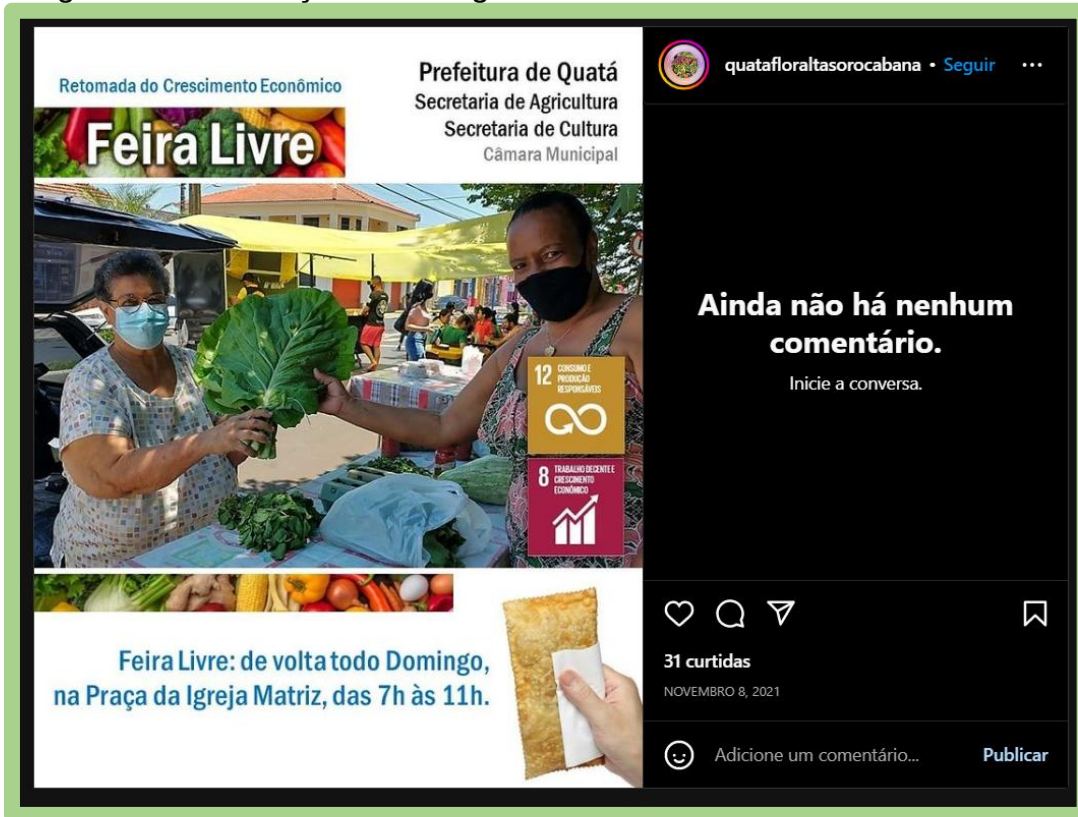 Retomada do Crescimento Econômico
Feira Livre
Prefeitura de Quatá
Secretaria de Agricultura
Secretaria de Cultura
Câmara Municipal
12 CONSUMO E
PRODUÇÃO
RESPONSÁVEIS
8 TRABALHO DECENTE E
CRESCIMENTO
ECONÔMICO
Feira Livre: de volta todo Domingo,
na Praça da Igreja Matriz, das 7h às 11h.
quatafloraltasorocabana • Seguir
Ainda não há nenhum
comentário.
Inicie a conversa.
31 curtidas
NOVEMBRO 8, 2021
Adicione um comentário... Publicar